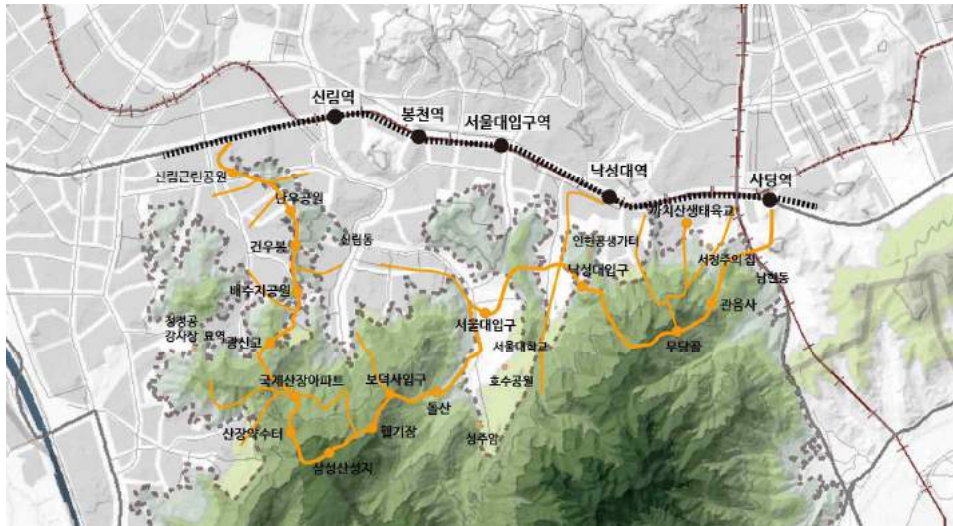 신림역
봉천역
서울대입구역
낙성대역
사당역
신림근린공원
난우공원
건우봉
신림동
배수지공원
청정공
강사상 묘역
광신교
국제산장아파트
산장약수터
삼성산성지
헬기장
보덕사입구
돌산
서울대입구
서울대학교
호수공원
성주암
인헌공생가터
낙성대입구
까치산생태육교
서정주의집
남현동
관음사
무당골